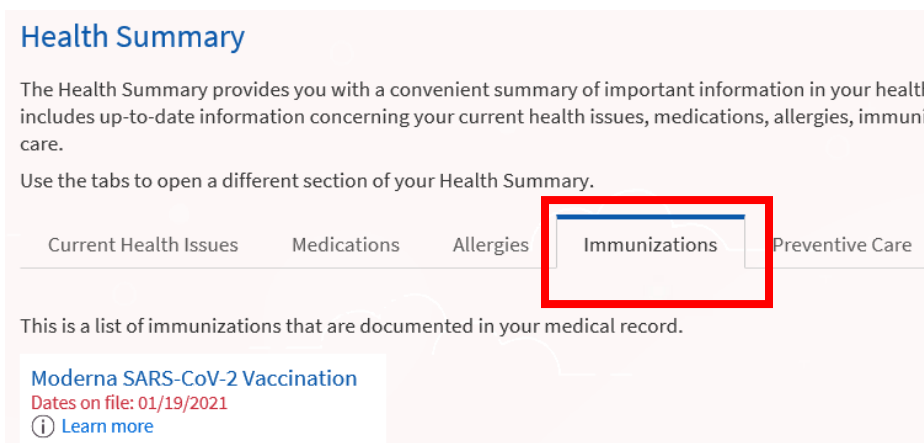 Health Summary
The Health Summary provides you with a convenient summary of important information in your health
includes up-to-date information concerning your current health issues, medications, allergies, immuni
care.
Use the tabs to open a different section of your Health Summary.
Current Health Issues Medications Allergies Immunizations Preventive Care
This is a list of immunizations that are documented in your medical record.
Moderna SARS-CoV-2 Vaccination
Dates on file: 01/19/2021
Learn more